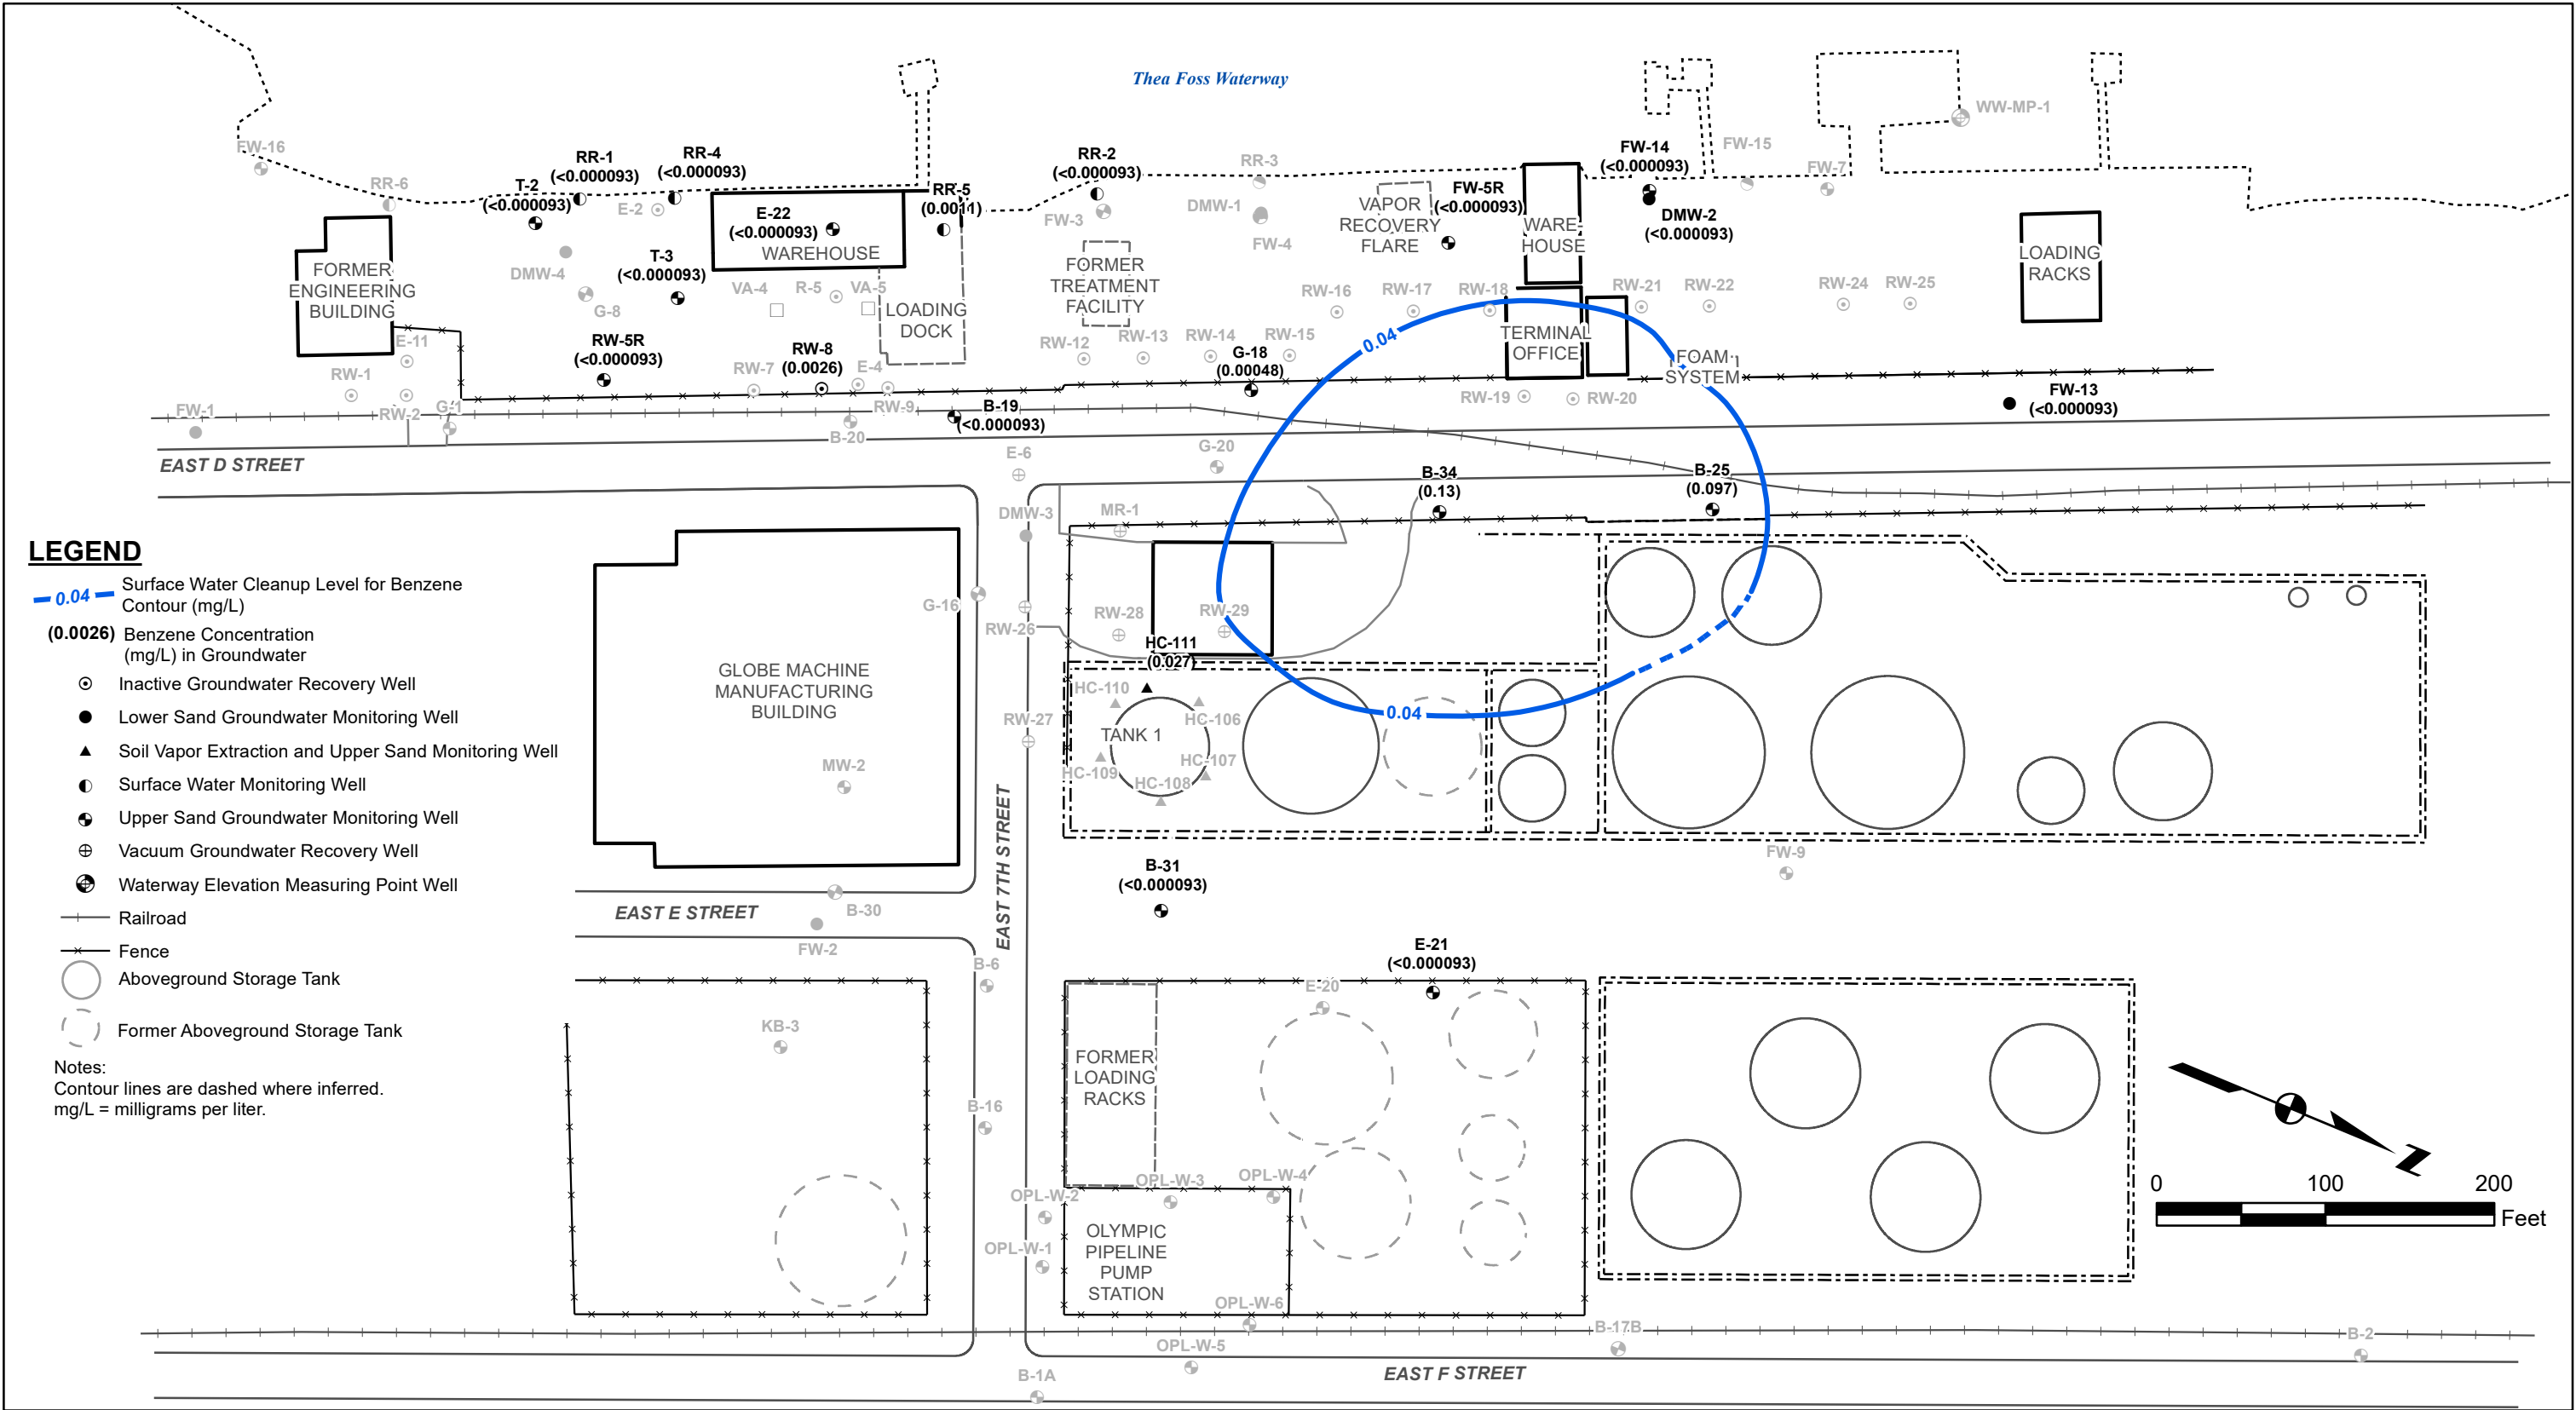 Thea Foss Waterway
WW-MP-1
FW-16
RR-1
(<0.000093)
RR-4
(<0.000093)
RR-2
(<0.000093)
RR-3
FW-14
(<0.000093)
FW-15
FW-7
RR-6
T-2
(<0.000093)
E-2
RR-5
(0.0011)
E-22
(<0.000093)
WAREHOUSE
FW-3
DMW-1
FW-4
VAPOR
RECOVERY
FLARE
FW-5R
(<0.000093)
WARE-
HOUSE
DMW-2
(<0.000093)
LOADING
RACKS
FORMER
ENGINEERING
BUILDING
DMW-4
G-8
T-3
(<0.000093)
VA-4
R-5
VA-5
LOADING
DOCK
FORMER
TREATMENT
FACILITY
RW-16
RW-17
RW-18
RW-21
RW-22
RW-24
RW-25
E-11
RW-1
RW-2
G-1
FW-1
RW-5R
(<0.000093)
RW-7
RW-8
(0.0026)
E-4
RW-9
B-20
B-19
(<0.000093)
RW-12
RW-13
RW-14
RW-15
G-18
(0.00048)
0.04
TERMINAL
OFFICE
FOAM
SYSTEM
RW-19
RW-20
FW-13
(<0.000093)
EAST D STREET
E-6
G-20
B-34
(0.13)
B-25
(0.097)
DMW-3
MR-1
G-16
RW-26
RW-28
RW-29
HC-111
(0.027)
HC-110
HC-106
TANK 1
HC-107
HC-109
HC-108
RW-27
0.04
GLOBE MACHINE
MANUFACTURING
BUILDING
MW-2
EAST 7TH STREET
FW-9
B-31
(<0.000093)
EAST E STREET
B-30
FW-2
B-6
E-21
(<0.000093)
E-20
KB-3
FORMER
LOADING
RACKS
B-16
OPL-W-2
OPL-W-3
OPL-W-4
OPL-W-1
OLYMPIC
PIPELINE
PUMP
STATION
OPL-W-6
OPL-W-5
B-17B
B-2
B-1A
EAST F STREET
LEGEND
0.04
Surface Water Cleanup Level for Benzene
Contour (mg/L)
(0.0026)
Benzene Concentration
(mg/L) in Groundwater
Inactive Groundwater Recovery Well
Lower Sand Groundwater Monitoring Well
Soil Vapor Extraction and Upper Sand Monitoring Well
Surface Water Monitoring Well
Upper Sand Groundwater Monitoring Well
Vacuum Groundwater Recovery Well
Waterway Elevation Measuring Point Well
Railroad
Fence
Aboveground Storage Tank
Former Aboveground Storage Tank
Notes:
Contour lines are dashed where inferred.
mg/L = milligrams per liter.
Z
0 100 200
Feet